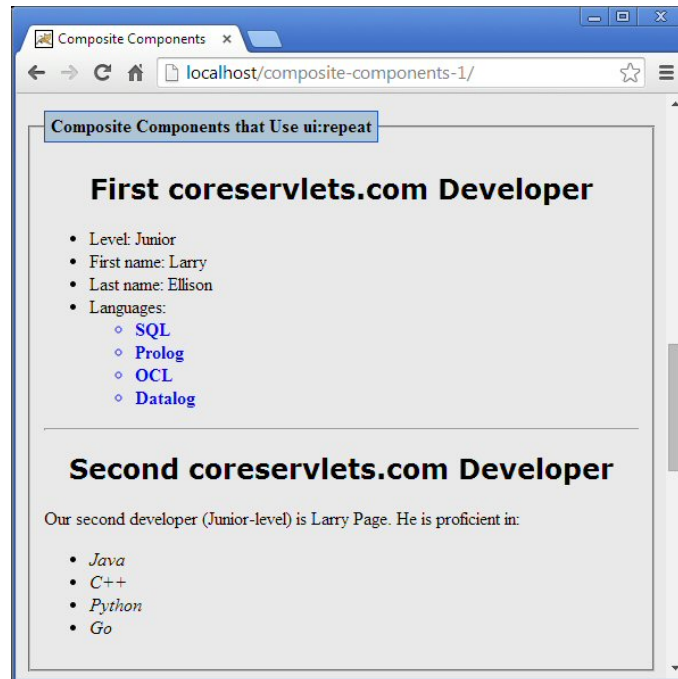 Composite Components
localhost/composite-components-1/
Composite Components that Use ui:repeat
First coreservlets.com Developer
Level: Junior
First name: Larry
Last name: Ellison
Languages:
SQL
Prolog
OCL
Datalog
Second coreservlets.com Developer
Our second developer (Junior-level) is Larry Page. He is proficient in:
Java
C++
Python
Go